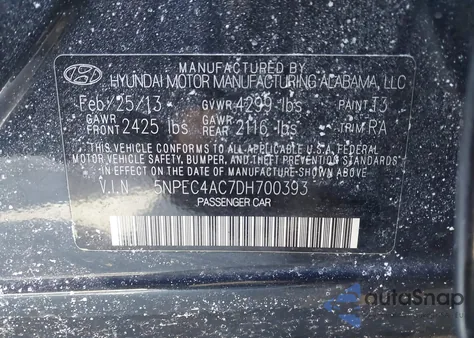 MANUFACTURED BY
HYUNDAI MOTOR MANUFACTURING ALABAMA, LLC
Feb/25/13 GVWR 4299 lbs PAINT T3
GAWR FRONT 2425 lbs GAWR REAR 2116 lbs TRIM RA
THIS VEHICLE CONFORMS TO ALL APPLICABLE U.S. FEDERAL
MOTOR VEHICLE SAFETY, BUMPER, AND THEFT PREVENTION STANDARDS
IN EFFECT ON THE DATE OF MANUFACTURE SHOWN ABOVE.
V.I.N 5NPEC4AC7DH700393
PASSENGER CAR
autoSnap